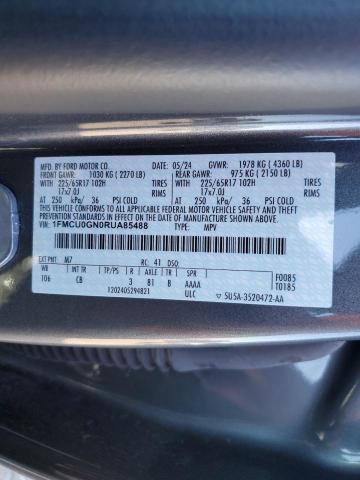 MFD. BY FORD MOTOR CO. DATE: 05/24 GVWR: 1978 KG (4360 LB)
FRONT GAWR: 1030 KG (2270 LB) REAR GAWR: 975 KG (2150 LB)
WITH 225/65R17 102H TIRES WITH 225/65R17 102H TIRES
17x7.0J RIMS 17x7.0J RIMS
AT 250 kPa/ 36 PSI COLD AT 250 kPa/ 36 PSI COLD
THIS VEHICLE CONFORMS TO ALL APPLICABLE FEDERAL MOTOR VEHICLE SAFETY AND THEFT PREVENTION STANDARDS IN EFFECT ON THE DATE OF MANUFACTURE SHOWN ABOVE.
VIN: 1FMCU0GN0RUA85488 TYPE: MPV
EXT PNT: M7 RC: 41 DSO:
WB INT TR TR AXLE B F0085
106 CB 3 81 B AAAA T0185
1202405294821 ULC 5U5A-3520472-AA